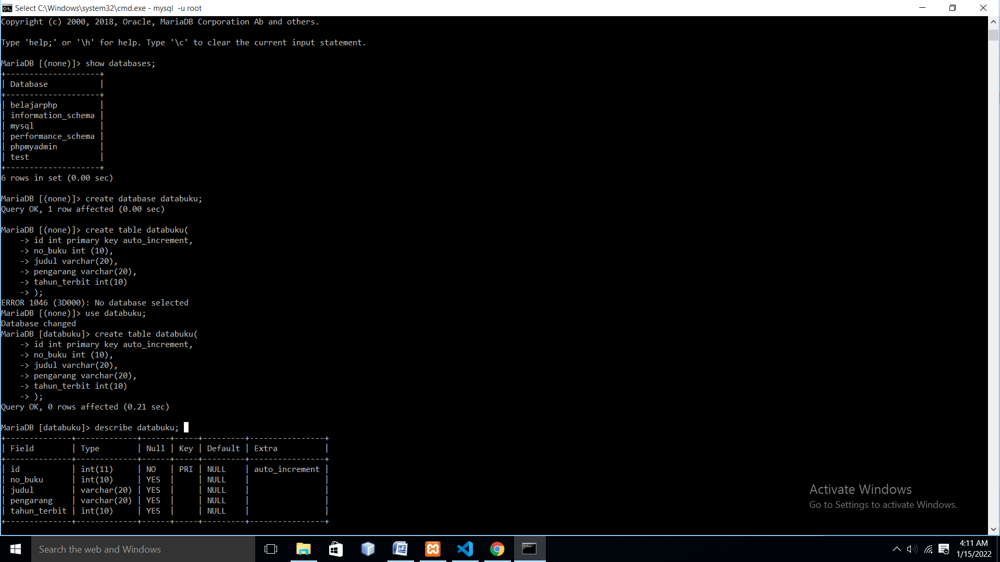 Select C:\Windows\system32\cmd.exe - mysql  -u root
Copyright (c) 2000, 2018, Oracle, MariaDB Corporation Ab and others.
Type 'help;' or '\h' for help. Type '\c' to clear the current input statement.
MariaDB [(none)]> show databases;
+--------------------+
| Database           |
+--------------------+
| belajarphp         |
| information_schema |
| mysql              |
| performance_schema |
| phpmyadmin         |
| test               |
+--------------------+
6 rows in set (0.00 sec)
MariaDB [(none)]> create database databuku;
Query OK, 1 row affected (0.00 sec)
MariaDB [(none)]> create table databuku(
    -> id int primary key auto_increment,
    -> no_buku int (10),
    -> judul varchar(20),
    -> pengarang varchar(20),
    -> tahun_terbit int(10)
    -> );
ERROR 1046 (3D000): No database selected
MariaDB [(none)]> use databuku;
Database changed
MariaDB [databuku]> create table databuku(
    -> id int primary key auto_increment,
    -> no_buku int (10),
    -> judul varchar(20),
    -> pengarang varchar(20),
    -> tahun_terbit int(10)
    -> );
Query OK, 0 rows affected (0.21 sec)
MariaDB [databuku]> describe databuku;
+--------------+-------------+------+-----+---------+----------------+
| Field        | Type        | Null | Key | Default | Extra          |
+--------------+-------------+------+-----+---------+----------------+
| id           | int(11)     | NO   | PRI | NULL    | auto_increment |
| no_buku      | int(10)     | YES  |     | NULL    |                |
| judul        | varchar(20) | YES  |     | NULL    |                |
| pengarang    | varchar(20) | YES  |     | NULL    |                |
| tahun_terbit | int(10)     | YES  |     | NULL    |                |
+--------------+-------------+------+-----+---------+----------------+
Activate Windows
Go to Settings to activate Windows.
Search the web and Windows
4:11 AM
1/15/2022